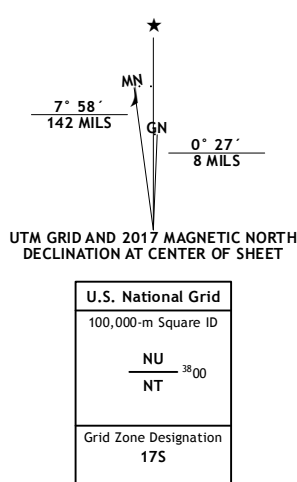 ★
MN
7° 58´
142 MILS
GN
0° 27´
8 MILS
UTM GRID AND 2017 MAGNETIC NORTH
DECLINATION AT CENTER OF SHEET
U.S. National Grid
100,000-m Square ID
NU
3800
NT
Grid Zone Designation
17S